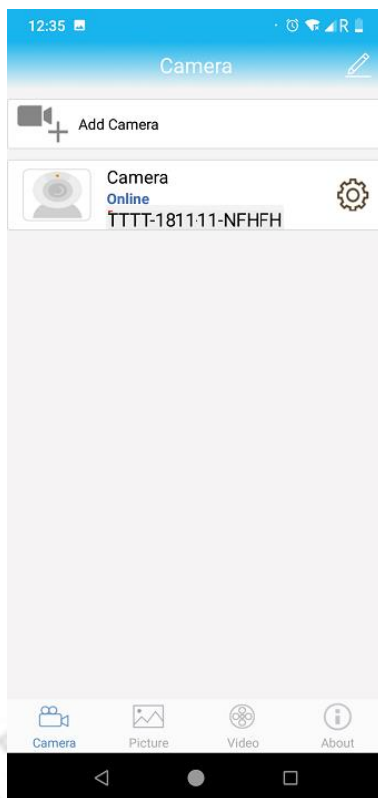 12:35
R
Camera
Add Camera
Camera
Online
TTTT-181111-NFHFH
Camera
Picture
Video
About